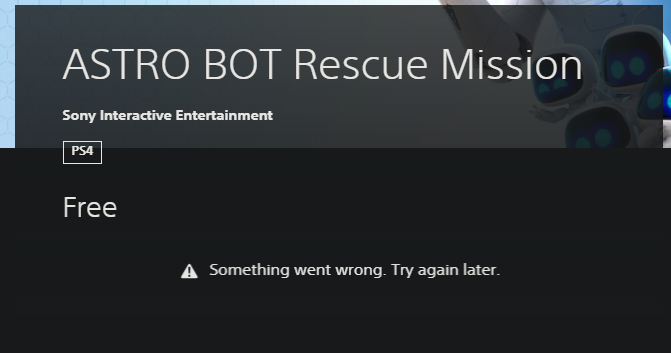 ASTRO BOT Rescue Mission
Sony Interactive Entertainment
PS4
Free
Something went wrong. Try again later.